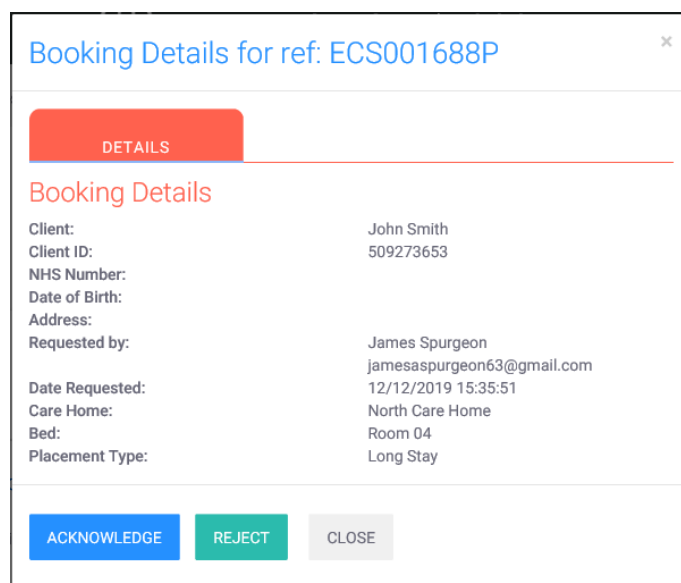 Booking Details for ref: ECS001688P
×
DETAILS
Booking Details
Client: John Smith
Client ID: 509273653
NHS Number:
Date of Birth:
Address:
Requested by: James Spurgeon
jamesaspurgeon63@gmail.com
Date Requested: 12/12/2019 15:35:51
Care Home: North Care Home
Bed: Room 04
Placement Type: Long Stay
ACKNOWLEDGE REJECT CLOSE